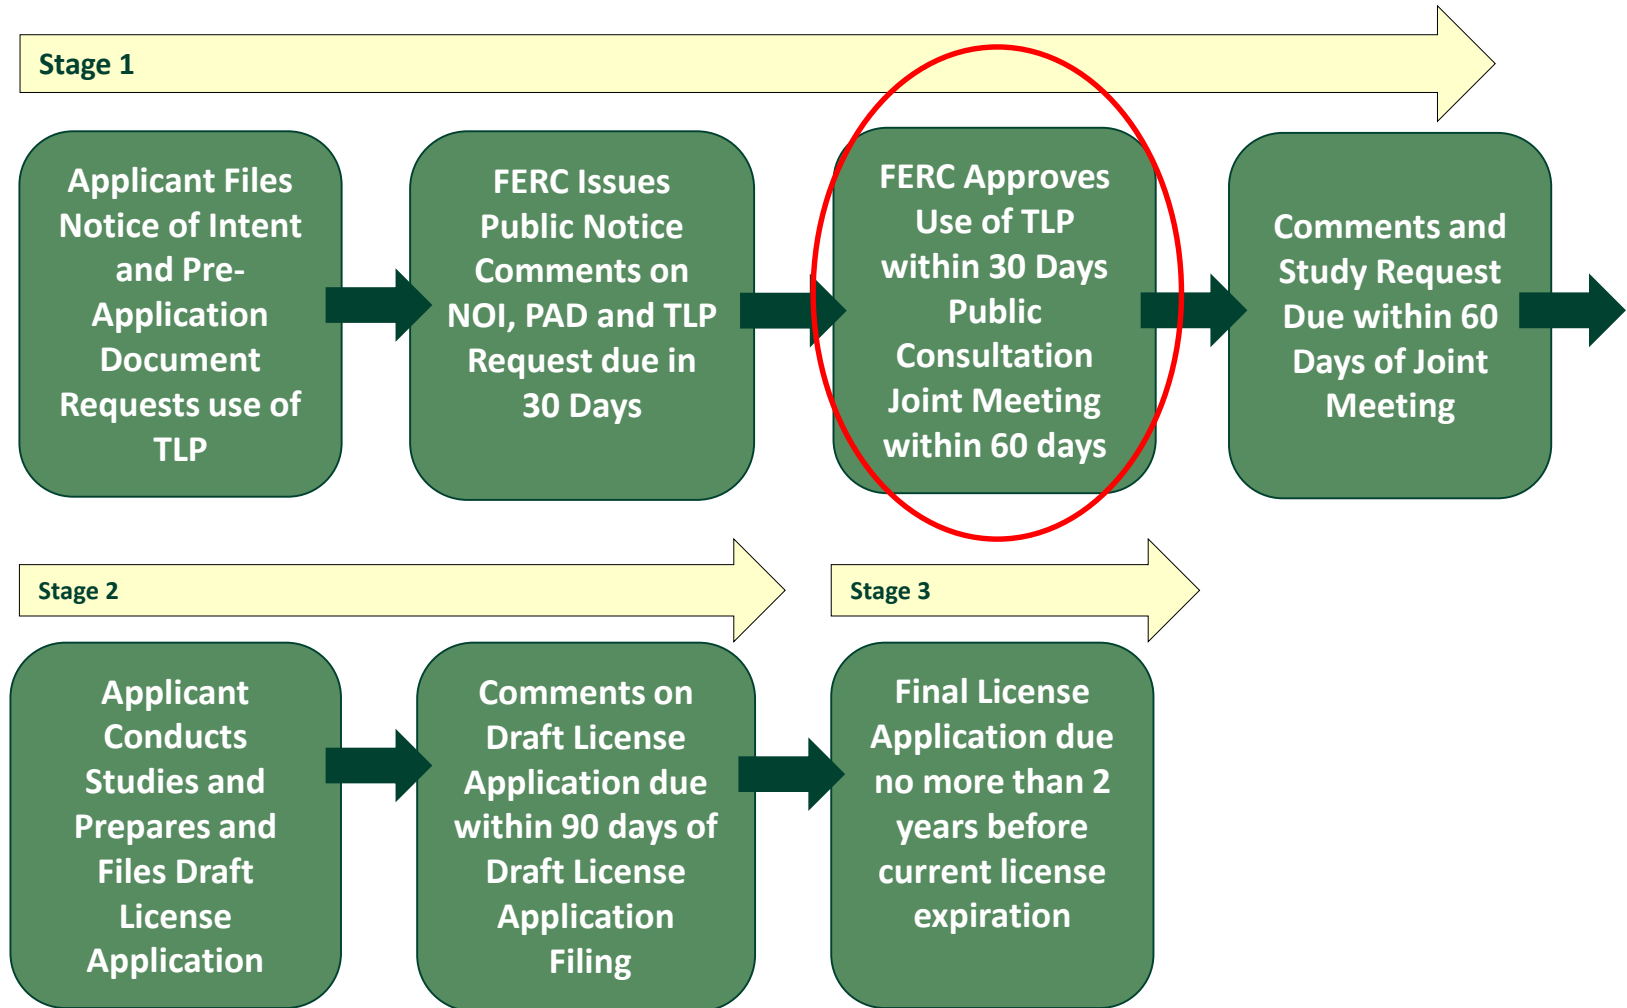 Stage 1
Applicant Files
Notice of Intent
and Pre-
Application
Document
Requests use of
TLP
FERC Issues
Public Notice
Comments on
NOI, PAD and TLP
Request due in
30 Days
FERC Approves
Use of TLP
within 30 Days
Public
Consultation
Joint Meeting
within 60 days
Comments and
Study Request
Due within 60
Days of Joint
Meeting
Stage 2
Applicant
Conducts
Studies and
Prepares and
Files Draft
License
Application
Comments on
Draft License
Application due
within 90 days of
Draft License
Application
Filing
Stage 3
Final License
Application due
no more than 2
years before
current license
expiration